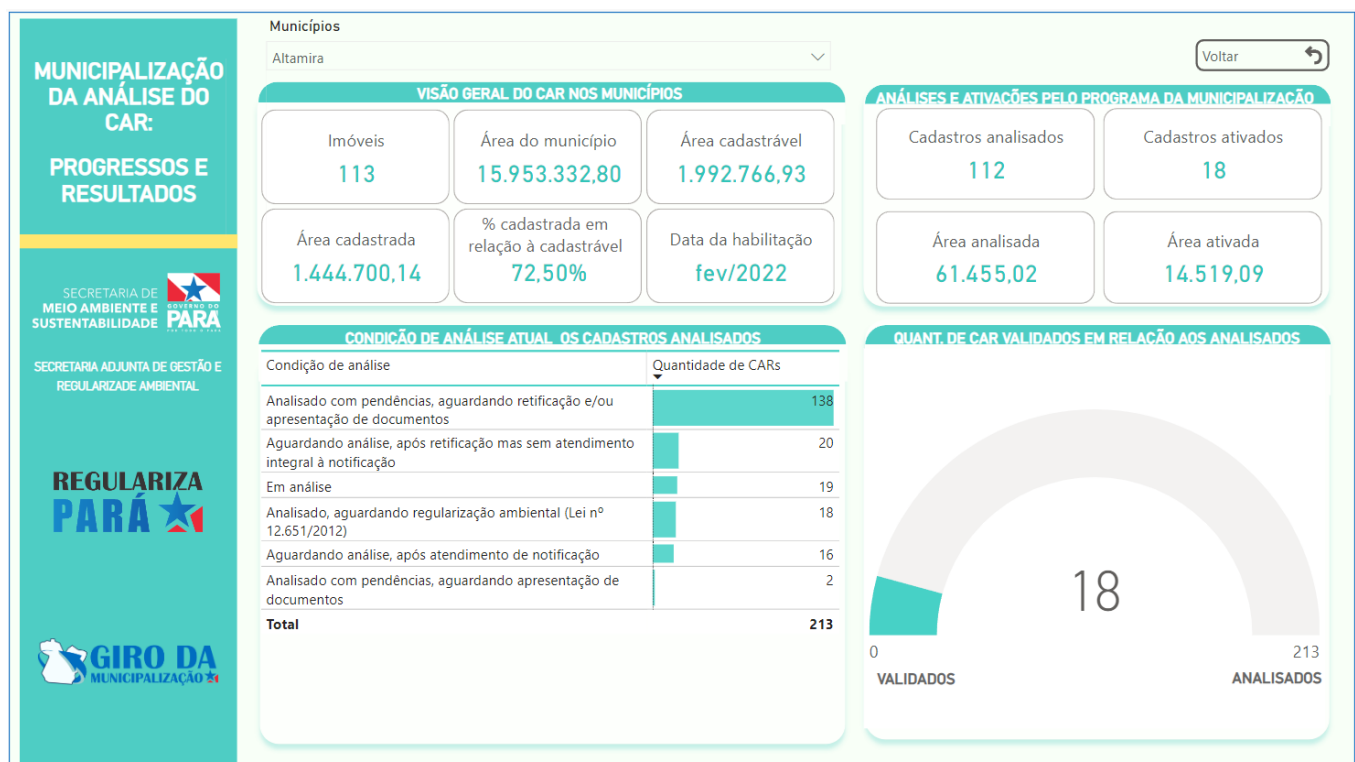 MUNICIPALIZAÇÃO
DA ANÁLISE DO
CAR:
PROGRESSOS E
RESULTADOS
SECRETARIA DE
MEIO AMBIENTE E
SUSTENTABILIDADE
GOVERNO DO
PARÁ
SECRETARIA ADJUNTA DE GESTÃO E
REGULARIZADE AMBIENTAL
REGULARIZA
PARÁ
GIRO DA
MUNICIPALIZAÇÃO
Municípios
Altamira
Voltar
VISÃO GERAL DO CAR NOS MUNICÍPIOS
Imóveis
113
Área do município
15.953.332,80
Área cadastrável
1.992.766,93
Área cadastrada
1.444.700,14
% cadastrada em
relação à cadastrável
72,50%
Data da habilitação
fev/2022
ANÁLISES E ATIVAÇÕES PELO PROGRAMA DA MUNICIPALIZAÇÃO
Cadastros analisados
112
Cadastros ativados
18
Área analisada
61.455,02
Área ativada
14.519,09
CONDIÇÃO DE ANÁLISE ATUAL OS CADASTROS ANALISADOS
Condição de análise
Quantidade de CARs
Analisado com pendências, aguardando retificação e/ou
apresentação de documentos
138
Aguardando análise, após retificação mas sem atendimento
integral à notificação
20
Em análise
19
Analisado, aguardando regularização ambiental (Lei nº
12.651/2012)
18
Aguardando análise, após atendimento de notificação
16
Analisado com pendências, aguardando apresentação de
documentos
2
Total
213
QUANT. DE CAR VALIDADOS EM RELAÇÃO AOS ANALISADOS
18
0
213
VALIDADOS
ANALISADOS